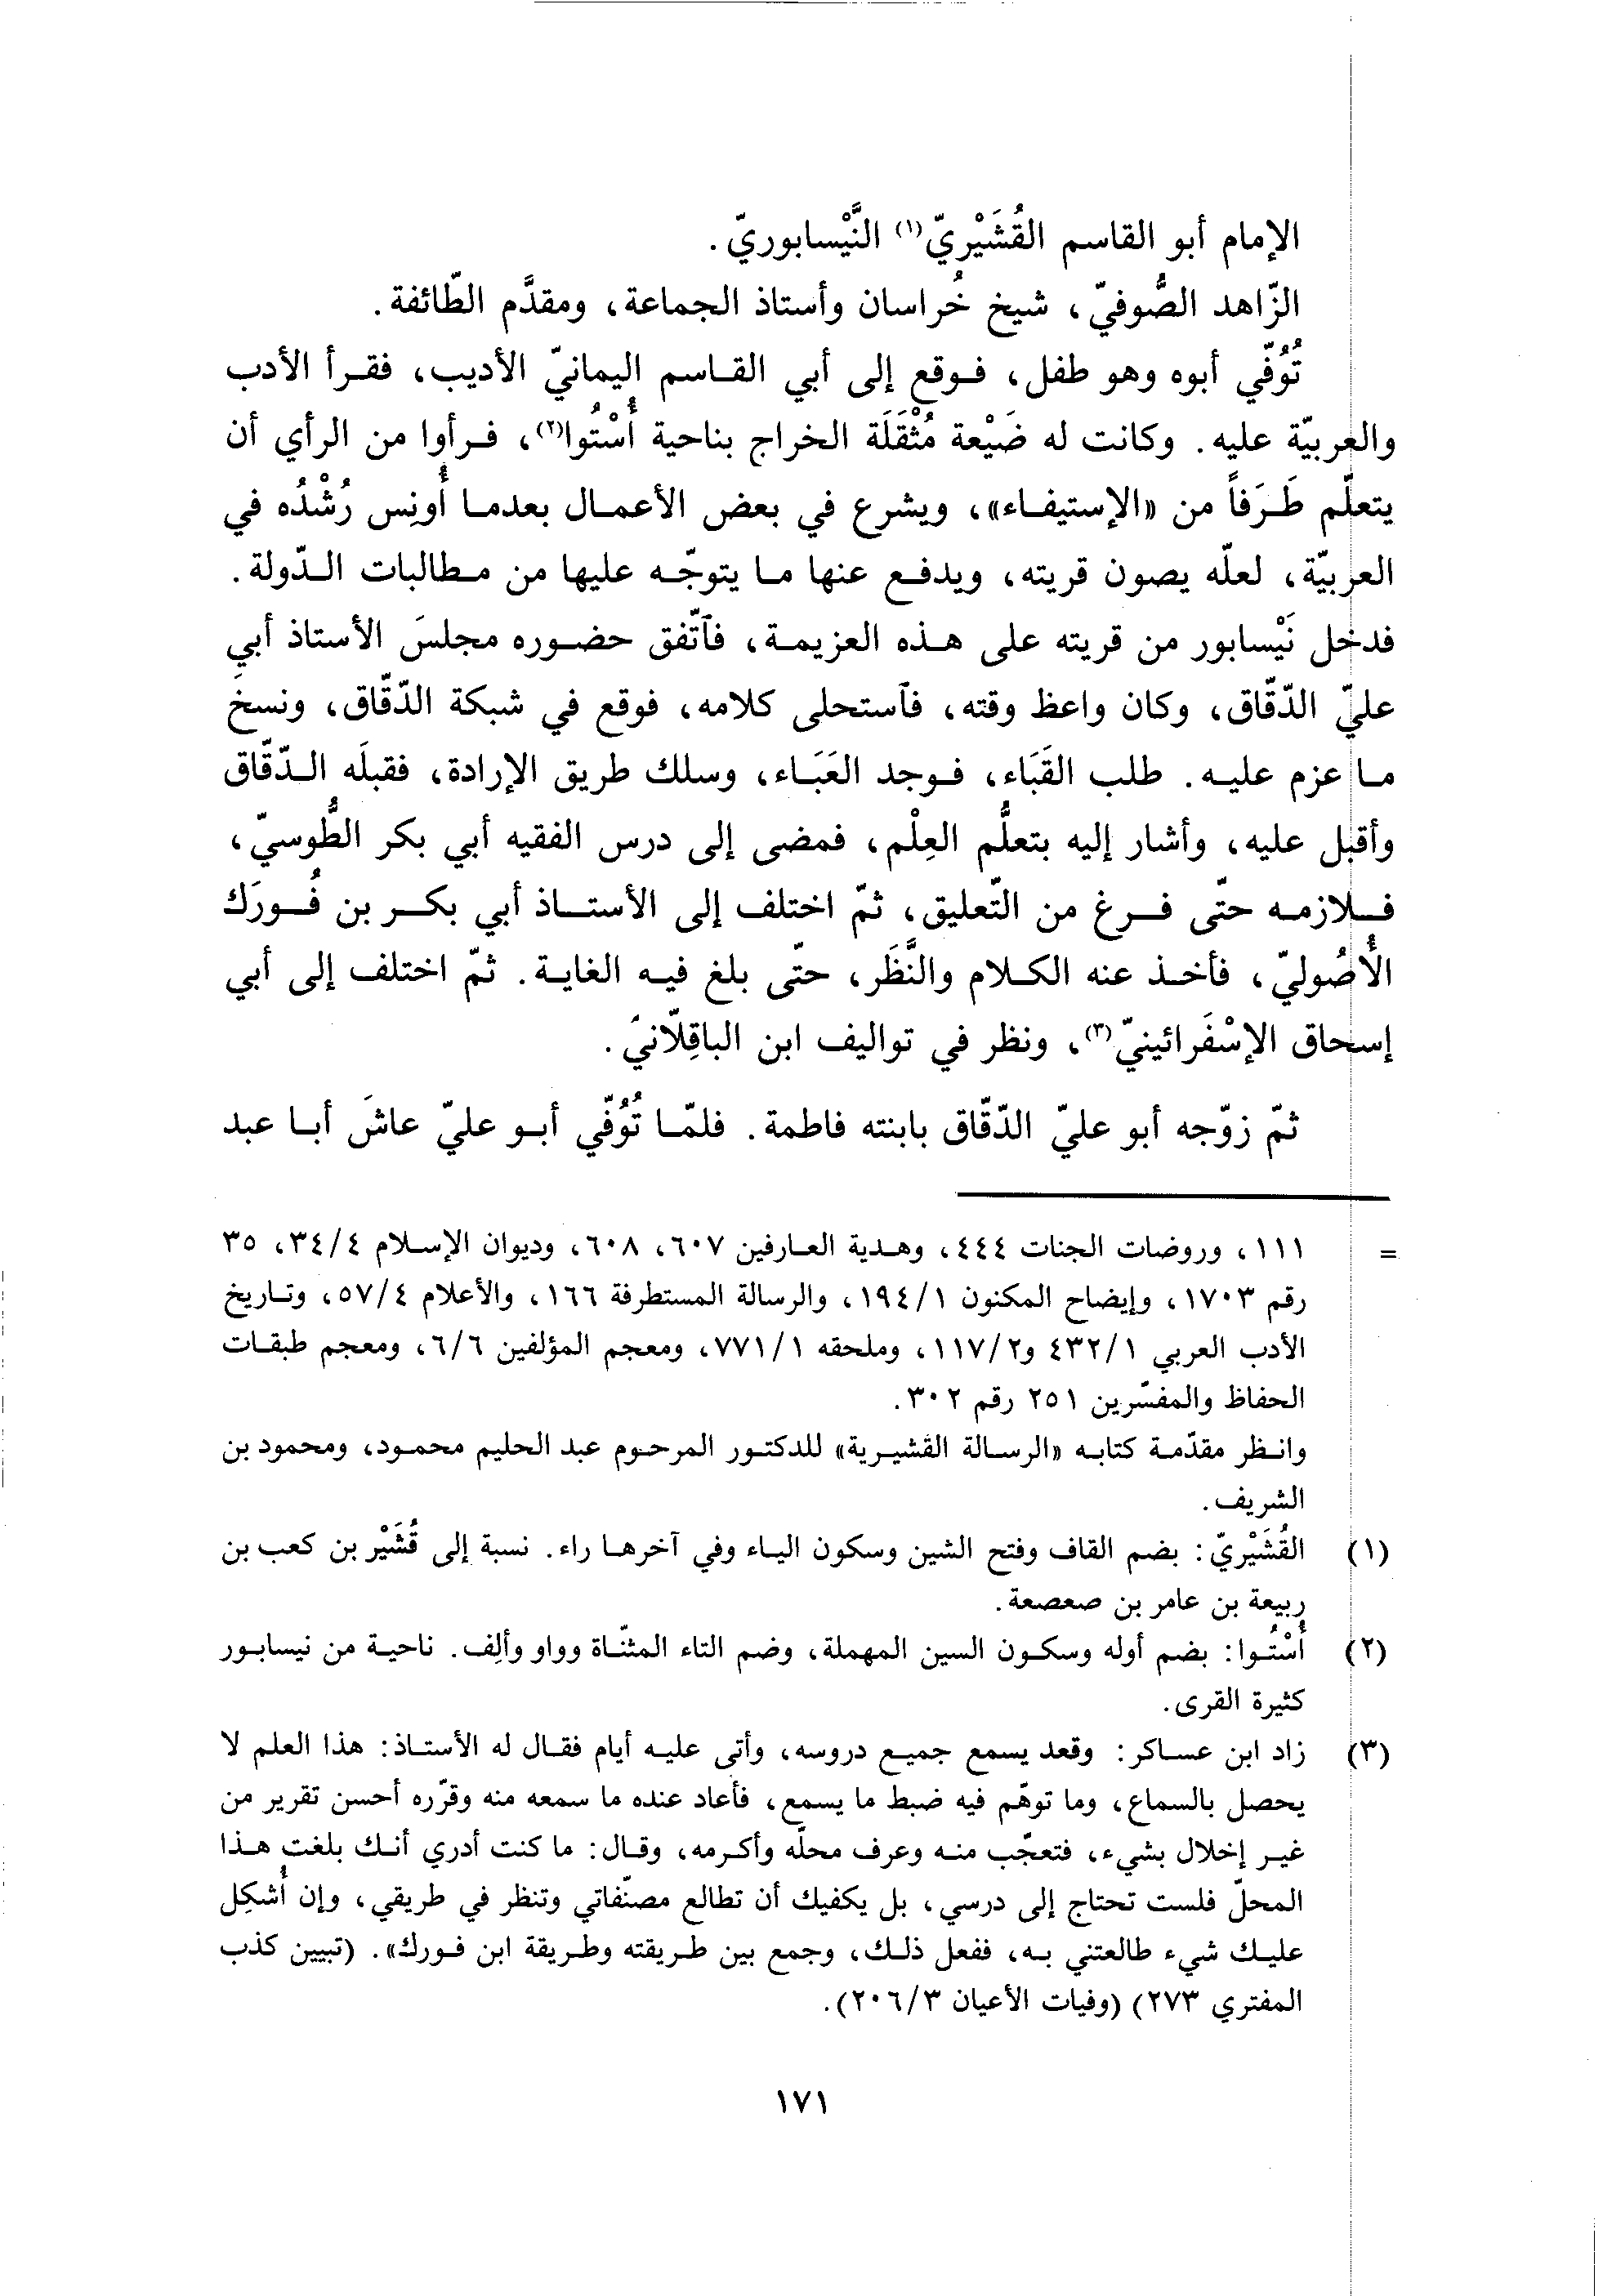 الإمام أبو القاسم القُشَيْريّ(١) النَّيْسابوريّ.
الزّاهد الصُّوفيّ، شيخ خُراسان وأستاذ الجماعة، ومقدَّم الطّائفة.
تُوُفّي أبوه وهو طفل، فوقع إلى أبي القاسم اليمانيّ الأديب، فقرأ الأدب
والعربيّة عليه. وكانت له ضَيْعة مُثْقَلَة الخراج بناحية أُسْتُوا(٢)، فرأوا من الرأي أن
يتعلّم طَرَفاً من «الإستيفاء»، ويشرع في بعض الأعمال بعدما أُونِس رُشْدُه في
العربيّة، لعلّه يصون قريته، ويدفع عنها ما يتوجّه عليها من مطالبات الدّولة.
فدخل نَيْسابور من قريته على هذه العزيمة، فٱتّفق حضوره مجلسَ الأستاذ أبي
عليّ الدّقّاق، وكان واعظ وقته، فٱستحلى كلامه، فوقع في شبكة الدّقّاق، ونسخَ
ما عزم عليه. طلب القَبَاء، فوجد العَبَاء، وسلك طريق الإرادة، فقبلَه الدّقّاق
وأقبل عليه، وأشار إليه بتعلُّم العِلْم، فمضى إلى درس الفقيه أبي بكر الطُّوسيّ،
فلازمه حتّى فرغ من التّعليق، ثمّ اختلف إلى الأستاذ أبي بكر بن فُورَك
الأُصُوليّ، فأخذ عنه الكلام والنَّظَر، حتّى بلغ فيه الغاية. ثمّ اختلف إلى أبي
إسحاق الإسْفَرائينيّ(٣)، ونظر في تواليف ابن الباقِلّانيّ.
ثمّ زوّجه أبو عليّ الدّقّاق بابنته فاطمة. فلمّا تُوُفّي أبو عليّ عاشَ أبا عبد
= ١١١، وروضات الجنات ٤٤٤، وهدية العارفين ٦٠٧، ٦٠٨، وديوان الإسلام ٣٤/٤، ٣٥
رقم ١٧٠٣، وإيضاح المكنون ١٩٤/١، والرسالة المستطرفة ١٦٦، والأعلام ٥٧/٤، وتاريخ
الأدب العربي ٤٣٢/١ و١١٧/٢، وملحقه ٧٧١/١، ومعجم المؤلفين ٦/٦، ومعجم طبقات
الحفاظ والمفسّرين ٢٥١ رقم ٣٠٢.
وانظر مقدّمة كتابه «الرسالة القشيرية» للدكتور المرحوم عبد الحليم محمود، ومحمود بن
الشريف.
(١) القُشَيْريّ: بضم القاف وفتح الشين وسكون الياء وفي آخرها راء. نسبة إلى قُشَيْر بن كعب بن
ربيعة بن عامر بن صعصعة.
(٢) أُسْتُوا: بضم أوله وسكون السين المهملة، وضم التاء المثنّاة وواو وألِف. ناحية من نيسابور
كثيرة القرى.
(٣) زاد ابن عساكر: وقعد يسمع جميع دروسه، وأتى عليه أيام فقال له الأستاذ: هذا العلم لا
يحصل بالسماع، وما توهّم فيه ضبط ما يسمع، فأعاد عنده ما سمعه منه وقرّره أحسن تقرير من
غير إخلال بشيء، فتعجّب منه وعرف محلّه وأكرمه، وقال: ما كنت أدري أنك بلغت هذا
المحلّ فلست تحتاج إلى درسي، بل يكفيك أن تطالع مصنّفاتي وتنظر في طريقي، وإن أُشكِل
عليك شيء طالعتني به، ففعل ذلك، وجمع بين طريقته وطريقة ابن فورك». (تبيين كذب
المفتري ٢٧٣) (وفيات الأعيان ٢٠٦/٣).
١٧١